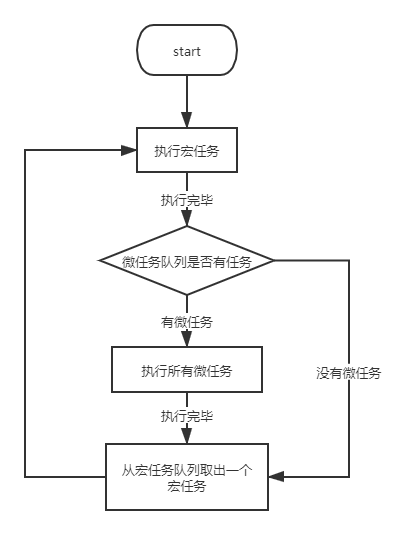 start
执行宏任务
执行完毕
微任务队列是否有任务
有微任务
执行所有微任务
没有微任务
执行完毕
从宏任务队列取出一个
宏任务